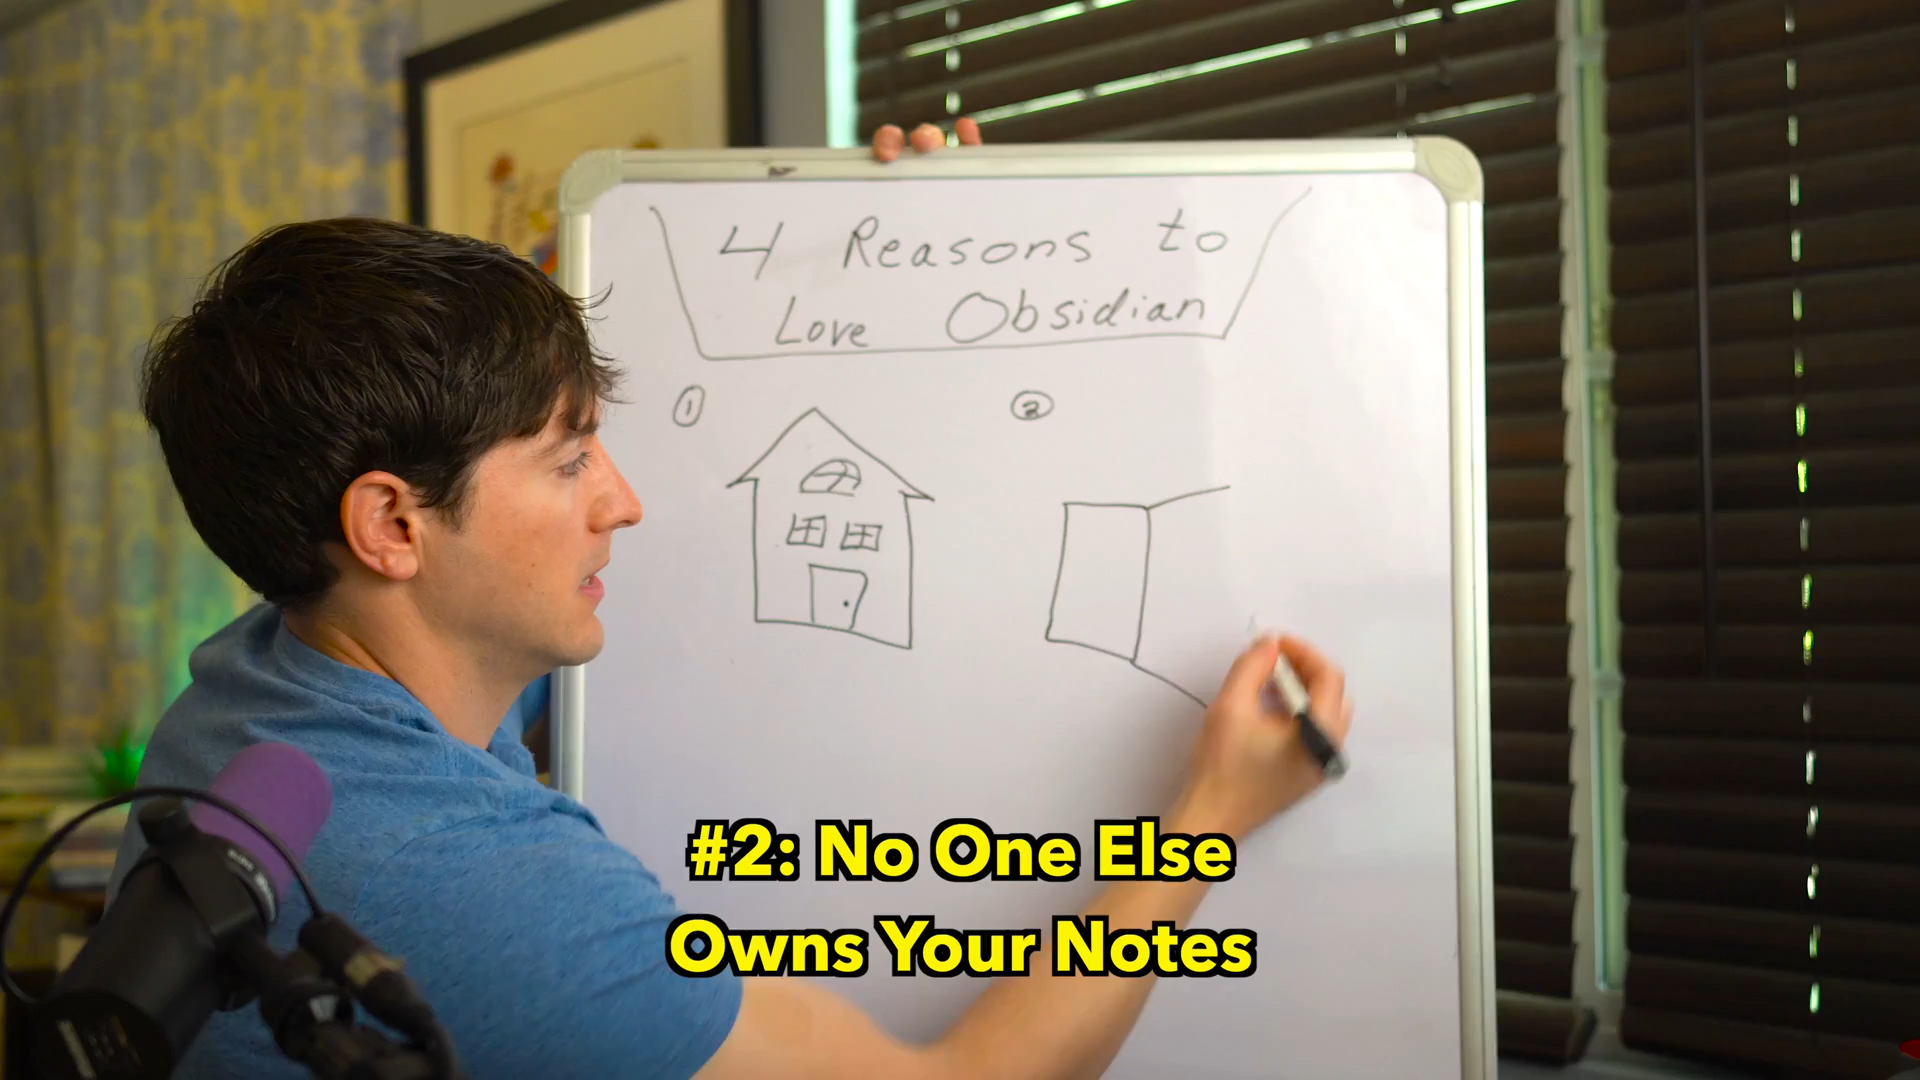 4 Reasons to
Love Obsidian
①
②
#2: No One Else
Owns Your Notes